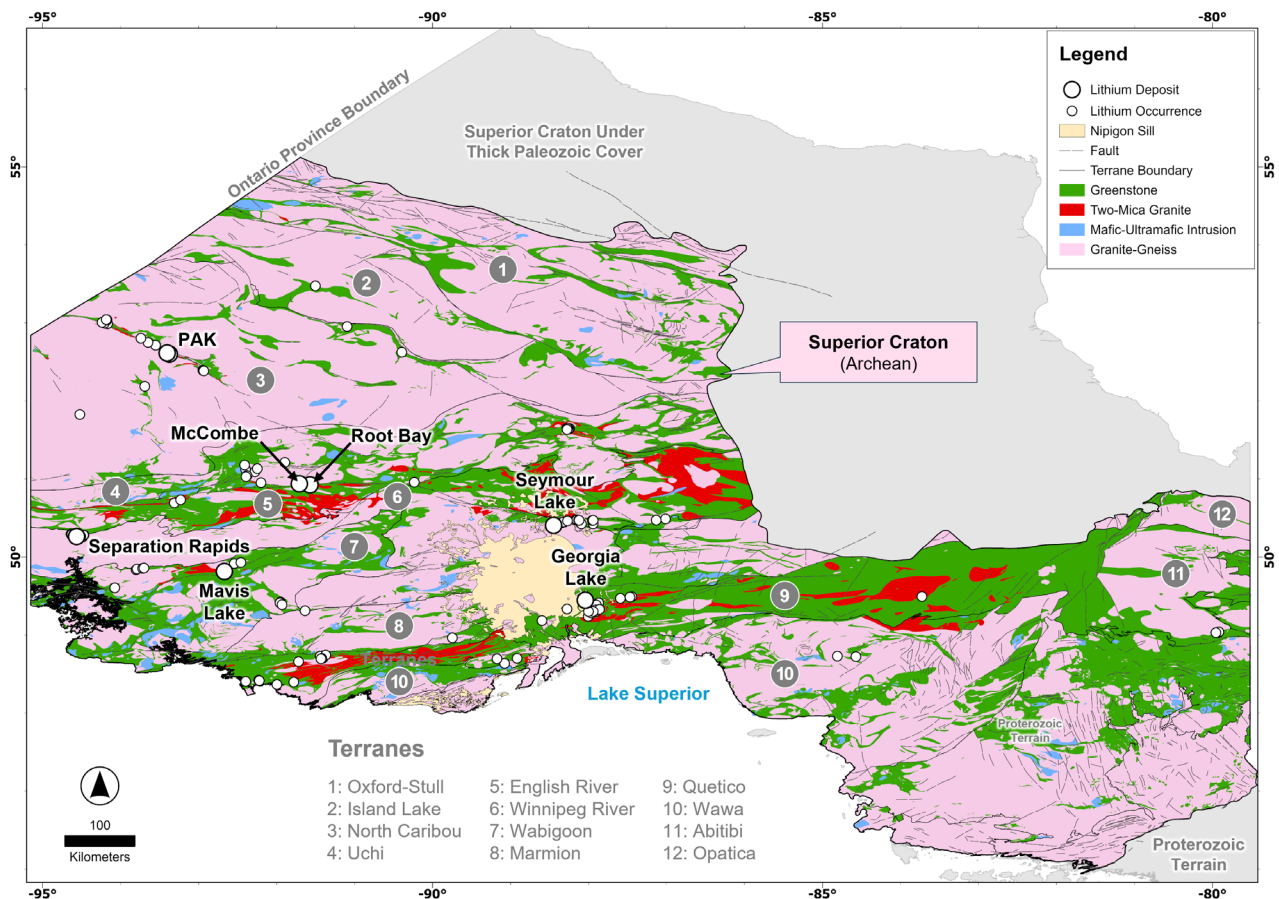 -95°
-90°
-85°
-80°
Ontario Province Boundary
Superior Craton Under
Thick Paleozoic Cover
Legend
Lithium Deposit
Lithium Occurrence
Nipigon Sill
Fault
Terrane Boundary
Greenstone
Two-Mica Granite
Mafic-Ultramafic Intrusion
Granite-Gneiss
55°
55°
1
2
PAK
3
Superior Craton
(Archean)
McCombe
Root Bay
4
5
6
Seymour
Lake
12
Separation Rapids
7
50°
50°
Mavis
Lake
Georgia
Lake
9
11
8
Terranes
10
10
Lake Superior
Proterozoic
Terrain
Terranes
1: Oxford-Stull
2: Island Lake
3: North Caribou
4: Uchi
5: English River
6: Winnipeg River
7: Wabigoon
8: Marmion
9: Quetico
10: Wawa
11: Abitibi
12: Opatica
100
Kilometers
Proterozoic
Terrain
-95°
-90°
-85°
-80°